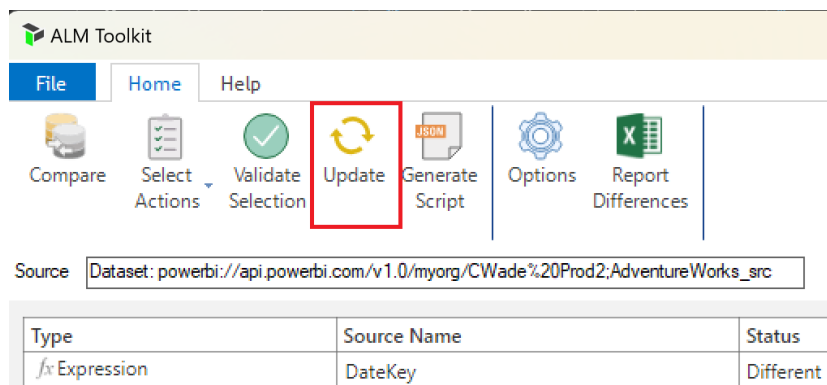 ALM Toolkit
File Home Help
Compare Select Actions Validate Selection Update JSON Generate Script Options X Report Differences
Source Dataset: powerbi://api.powerbi.com/v1.0/myorg/CWade%20Prod2;AdventureWorks_src
Type Source Name Status
fx Expression DateKey Different